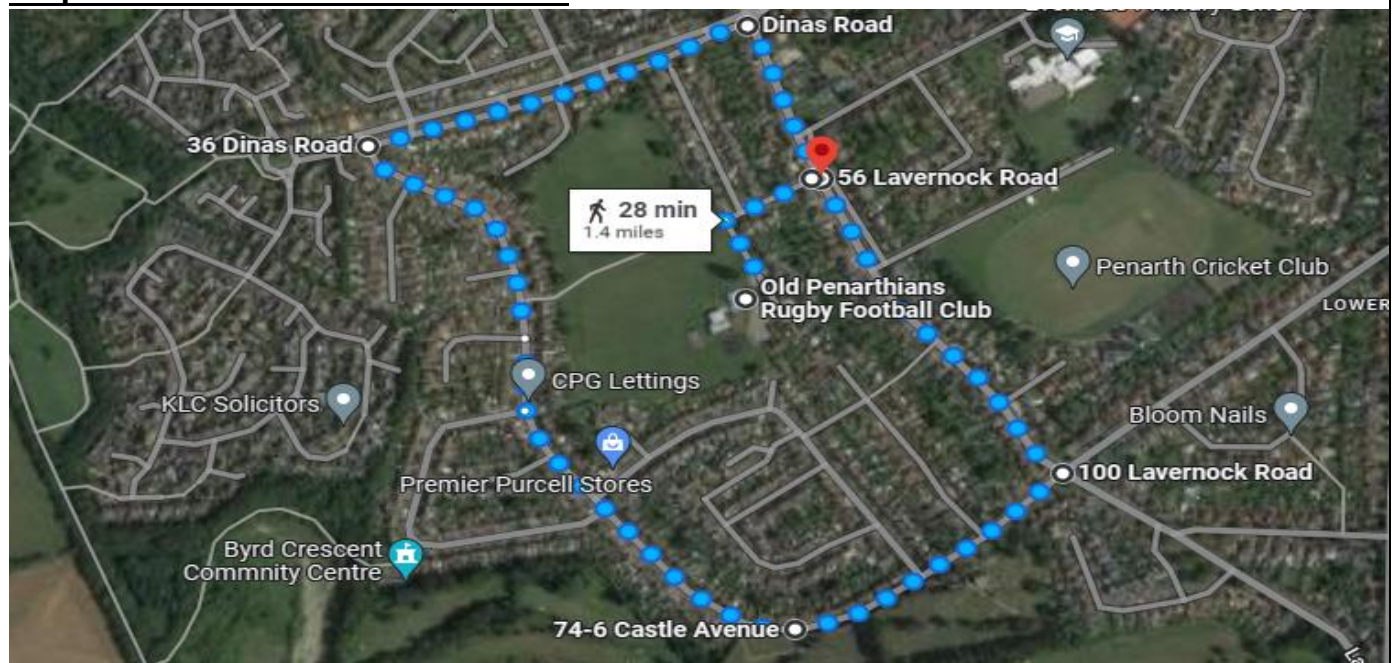 Dinas Road
36 Dinas Road
56 Lavernock Road
28 min
1.4 miles
Penarth Cricket Club
Old Penarthians
Rugby Football Club
LOWER
CPG Lettings
KLC Solicitors
Bloom Nails
100 Lavernock Road
Premier Purcell Stores
Byrd Crescent
Commnity Centre
74-6 Castle Avenue